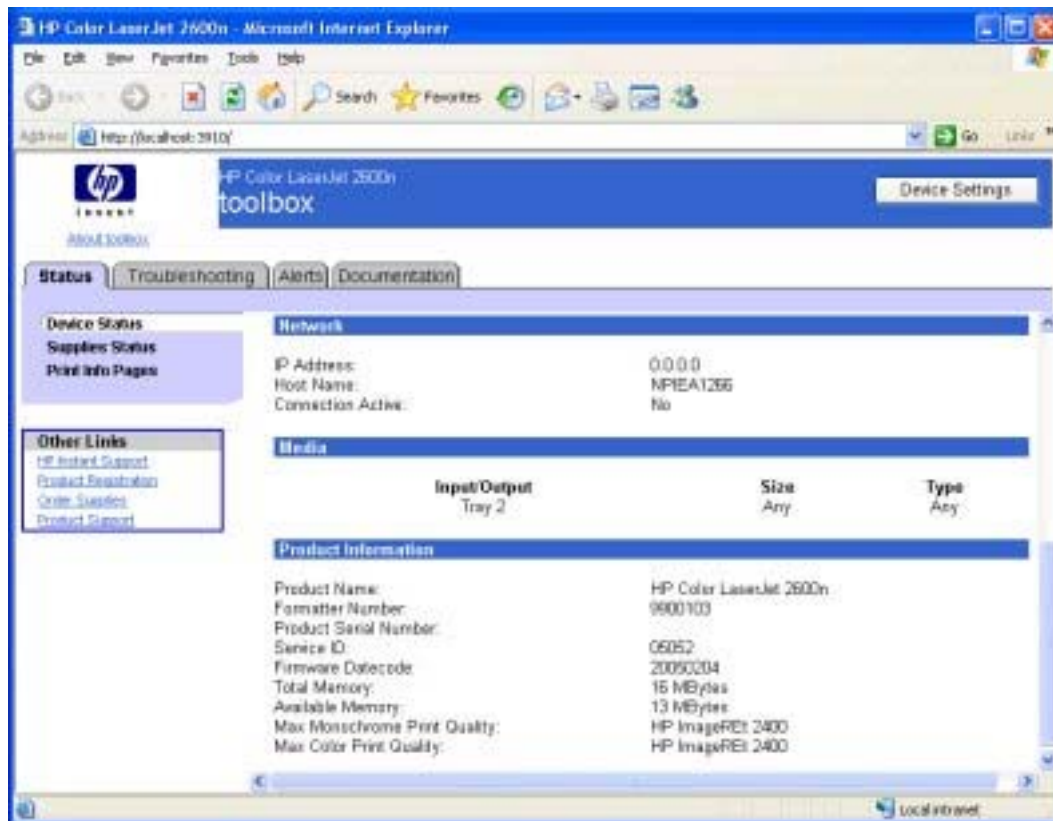 HP Color LaserJet 2600n - Microsoft Internet Explorer
File Edit View Favorites Tools Help
Back Search Favorites
Address http://localhost:3910/ Go Links
hp
invent
HP Color LaserJet 2600n
toolbox
Device Settings
About toolbox
Status Troubleshooting Alerts Documentation
Device Status
Supplies Status
Print Info Pages
Other Links
HP Instant Support
Product Registration
Order Supplies
Product Support
Network
IP Address: 0.0.0.0
Host Name: NPIEA1266
Connection Active: No
Media
Input/Output Size Type
Tray 2 Any Any
Product Information
Product Name: HP Color LaserJet 2600n
Formatter Number: 9900103
Product Serial Number:
Service ID: 05052
Firmware Datecode: 20050204
Total Memory: 16 MBytes
Available Memory: 13 MBytes
Max Monochrome Print Quality: HP ImageREt 2400
Max Color Print Quality: HP ImageREt 2400
Local intranet